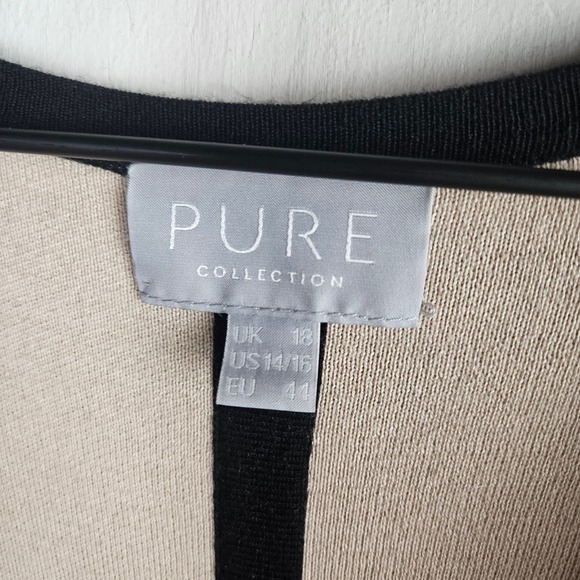 PURE
COLLECTION
UK 18
US 14/16
EU 44